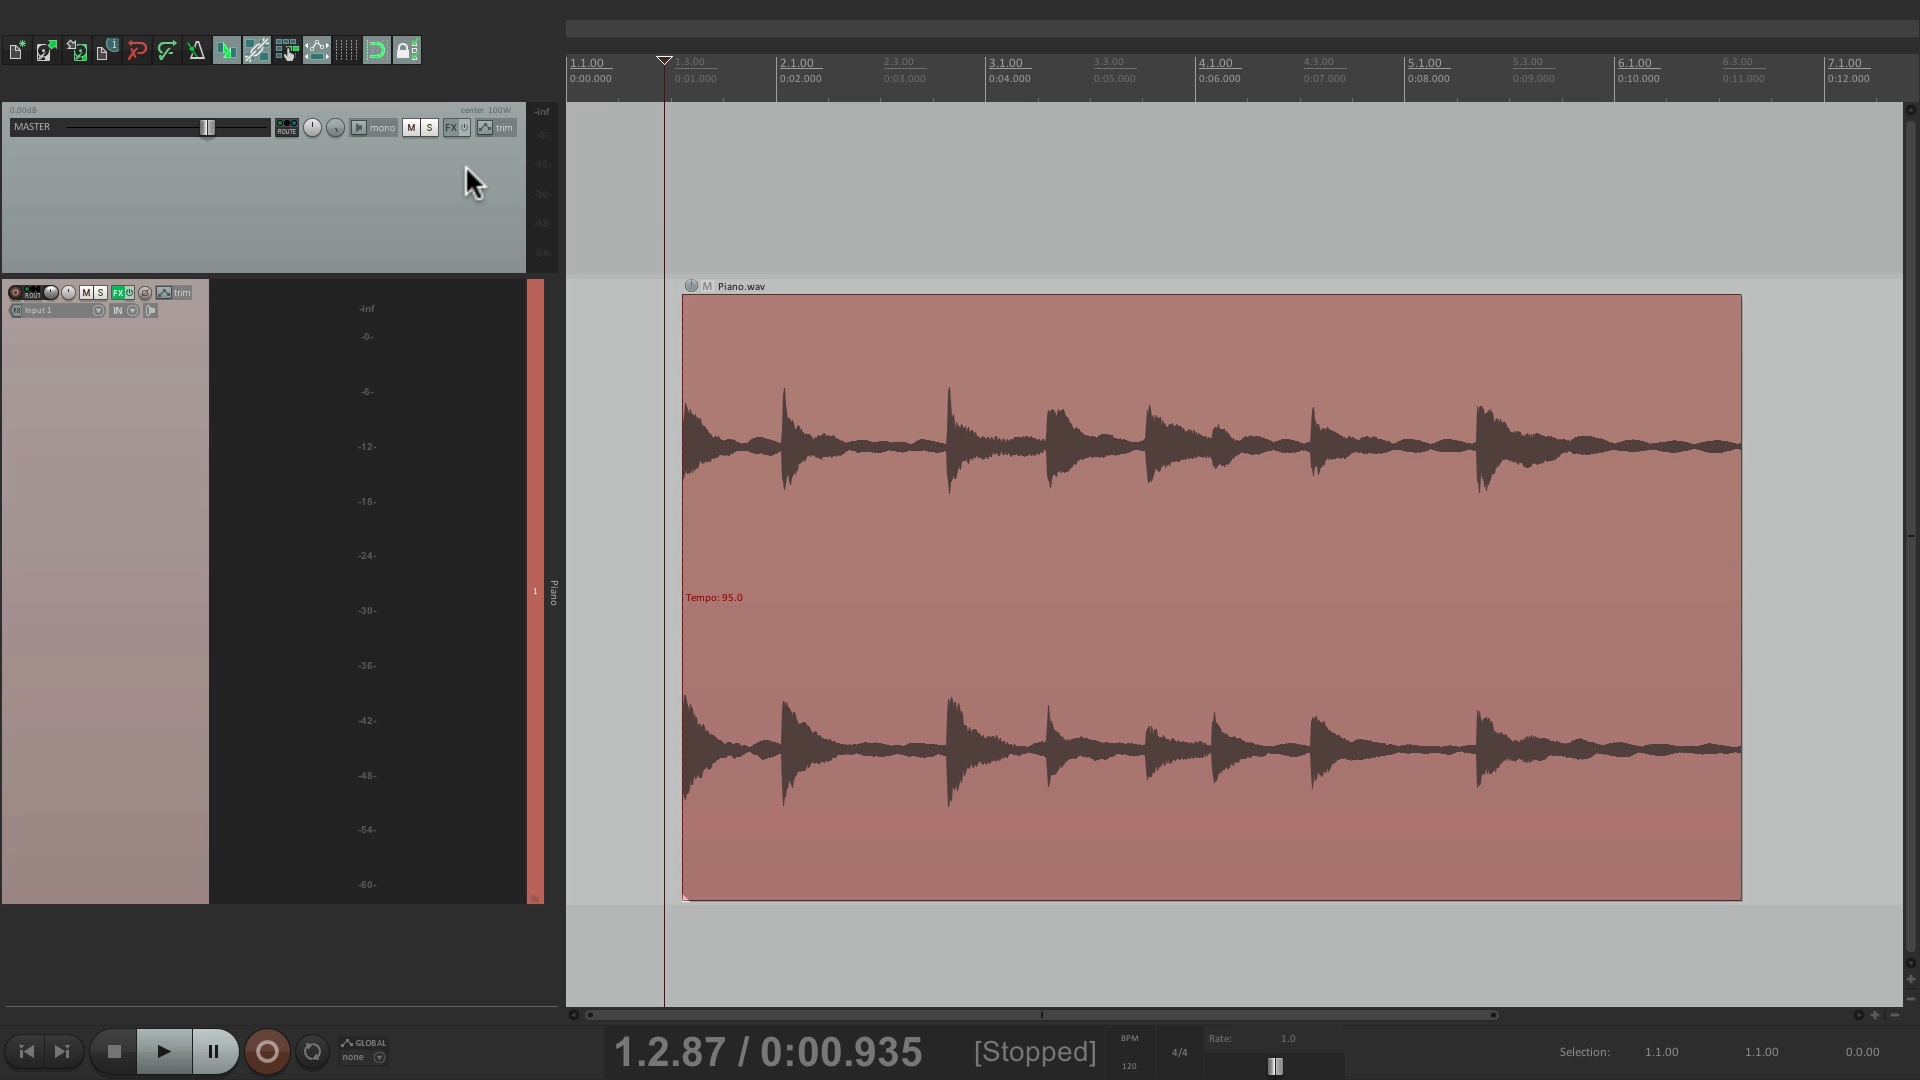 1.1.00 1.3.00 2.1.00 2.3.00 3.1.00 3.3.00 4.1.00 4.3.00 5.1.00 5.3.00 6.1.00 6.3.00 7.1.00
0:00.000 0:01.000 0:02.000 0:03.000 0:04.000 0:05.000 0:06.000 0:07.000 0:08.000 0:09.000 0:10.000 0:11.000 0:12.000
0.00dB center 100W -inf
MASTER ROUTE mono M S FX trim
-6-
-18-
-30-
-42-
-54-
M Piano.wav
ROUT M S FX trim
Input 1 IN
-inf
-0-
-6-
-12-
-18-
-24-
-30-
-36-
-42-
-48-
-54-
-60-
1 Piano
Tempo: 95.0
GLOBAL
none
1.2.87 / 0:00.935 [Stopped]
BPM
120
4/4
Rate: 1.0
Selection: 1.1.00 1.1.00 0.0.00